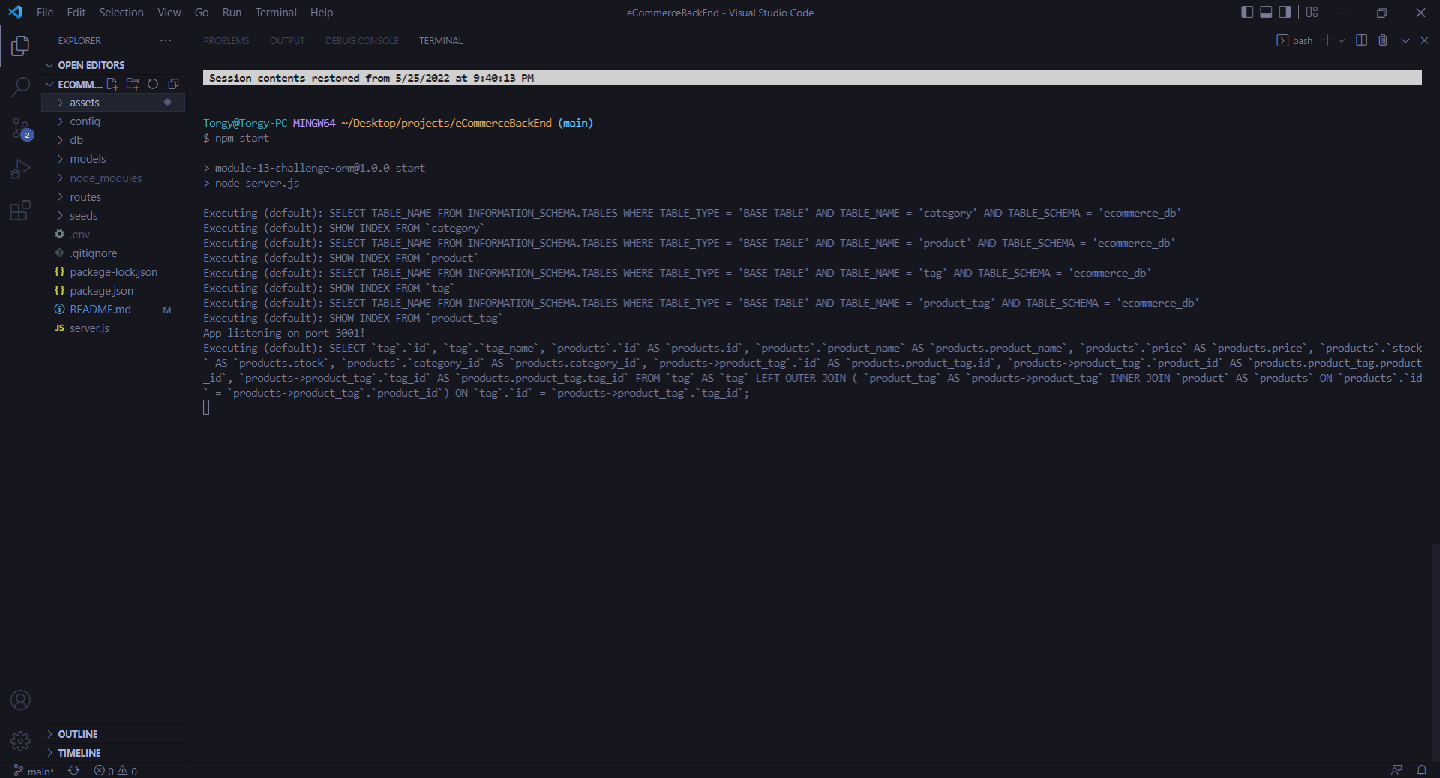 File Edit Selection View Go Run Terminal Help
eCommerceBackEnd - Visual Studio Code
EXPLORER ...
OPEN EDITORS
ECOMM...
assets
config
db
models
node_modules
routes
seeds
.env
.gitignore
{} package-lock.json
{} package.json
README.md M
JS server.js
OUTLINE
TIMELINE
2
PROBLEMS OUTPUT DEBUG CONSOLE TERMINAL
bash
Session contents restored from 5/25/2022 at 9:40:13 PM
Torgy@Torgy-PC MINGW64 ~/Desktop/projects/eCommerceBackEnd (main)
$ npm start
> module-13-challenge-orm@1.0.0 start
> node server.js
Executing (default): SELECT TABLE_NAME FROM INFORMATION_SCHEMA.TABLES WHERE TABLE_TYPE = 'BASE TABLE' AND TABLE_NAME = 'category' AND TABLE_SCHEMA = 'ecommerce_db'
Executing (default): SHOW INDEX FROM `category`
Executing (default): SELECT TABLE_NAME FROM INFORMATION_SCHEMA.TABLES WHERE TABLE_TYPE = 'BASE TABLE' AND TABLE_NAME = 'product' AND TABLE_SCHEMA = 'ecommerce_db'
Executing (default): SHOW INDEX FROM `product`
Executing (default): SELECT TABLE_NAME FROM INFORMATION_SCHEMA.TABLES WHERE TABLE_TYPE = 'BASE TABLE' AND TABLE_NAME = 'tag' AND TABLE_SCHEMA = 'ecommerce_db'
Executing (default): SHOW INDEX FROM `tag`
Executing (default): SELECT TABLE_NAME FROM INFORMATION_SCHEMA.TABLES WHERE TABLE_TYPE = 'BASE TABLE' AND TABLE_NAME = 'product_tag' AND TABLE_SCHEMA = 'ecommerce_db'
Executing (default): SHOW INDEX FROM `product_tag`
App listening on port 3001!
Executing (default): SELECT `tag`.`id`, `tag`.`tag_name`, `products`.`id` AS `products.id`, `products`.`product_name` AS `products.product_name`, `products`.`price` AS `products.price`, `products`.`stock
` AS `products.stock`, `products`.`category_id` AS `products.category_id`, `products->product_tag`.`id` AS `products.product_tag.id`, `products->product_tag`.`product_id` AS `products.product_tag.product
_id`, `products->product_tag`.`tag_id` AS `products.product_tag.tag_id` FROM `tag` AS `tag` LEFT OUTER JOIN ( `product_tag` AS `products->product_tag` INNER JOIN `product` AS `products` ON `products`.`id
` = `products->product_tag`.`product_id`) ON `tag`.`id` = `products->product_tag`.`tag_id`;
main* 0 0